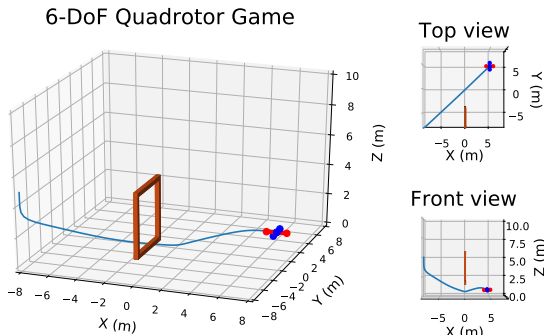 6-DoF Quadrotor Game
10
8
6
4
2
0
Z (m)
−8 −6 −4 −2 0 2 4 6 8
X (m)
−8 −6 −4 −2 0 2 4 6 8
Y (m)
Top view
5
0
−5
Y (m)
−5 0 5
X (m)
Front view
10.0
7.5
5.0
2.5
0.0
Z (m)
−5 0 5
X (m)